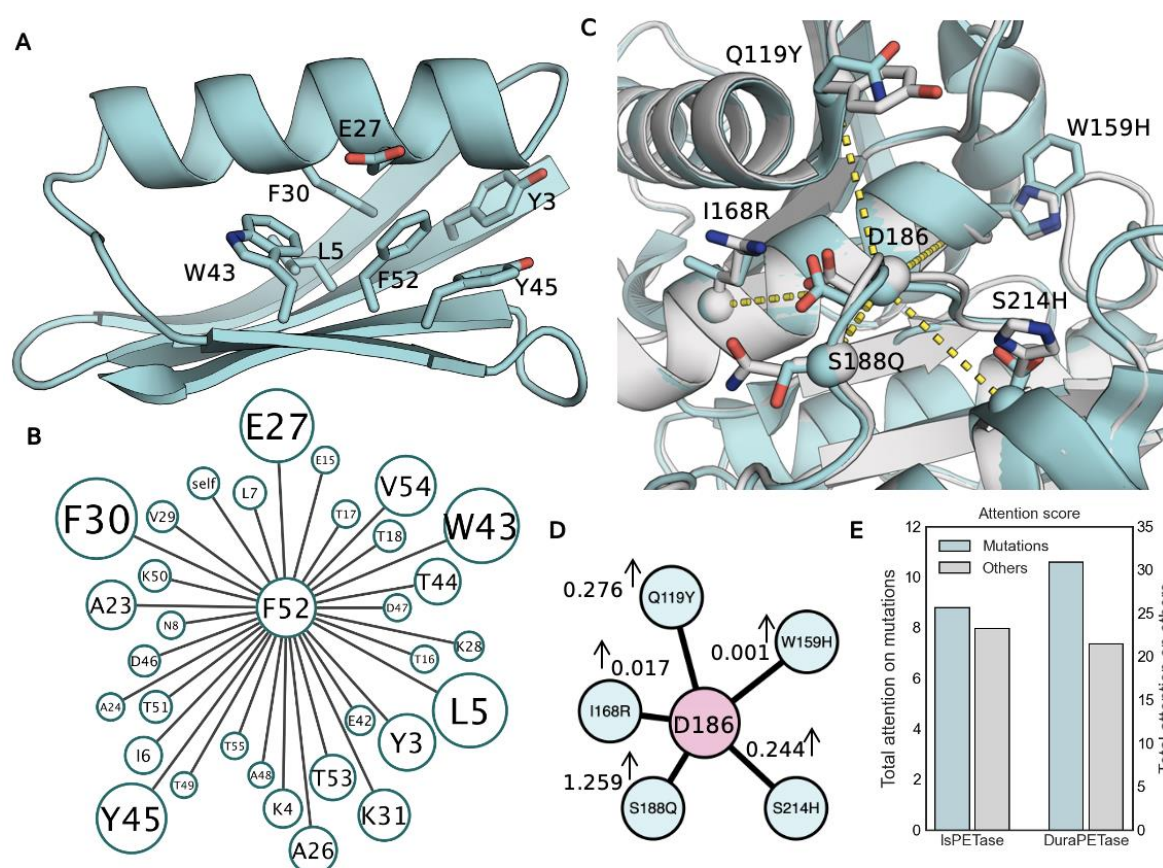 A
E27
F30
Y3
L5
W43
F52
Y45
C
Q119Y
W159H
I168R
D186
S214H
S188Q
B
E27
E15
self
L7
V54
T17
F30
V29
W43
T18
K50
T44
A23
F52
D47
N8
K28
D46
T16
A24
T51
L5
E42
Y3
I6
T55
T53
A48
T49
Y45
K4
K31
A26
D
Q119Y
0.276↑
W159H
0.001↑
I168R
↑0.017
D186
0.244↑
1.259↑
S188Q
S214H
E
Attention score
Mutations
Others
Total attention on mutations
12
10
8
6
4
2
0
35
30
25
20
15
10
5
0
IsPETase
DuraPETase